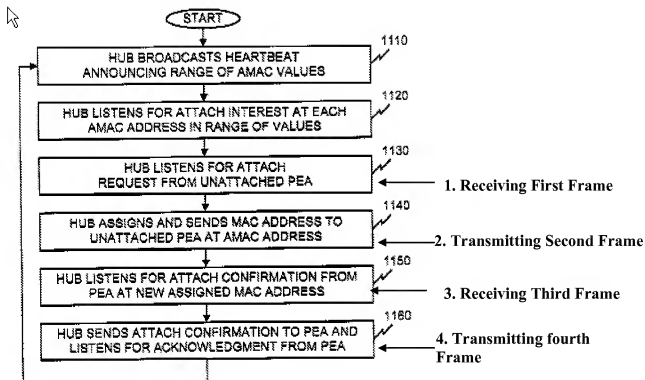 START
1110
HUB BROADCASTS HEARTBEAT
ANNOUNCING RANGE OF AMAC VALUES
1120
HUB LISTENS FOR ATTACH INTEREST AT EACH
AMAC ADDRESS IN RANGE OF VALUES
1130
HUB LISTENS FOR ATTACH
REQUEST FROM UNATTACHED PEA
1. Receiving First Frame
1140
HUB ASSIGNS AND SENDS MAC ADDRESS TO
UNATTACHED PEA AT AMAC ADDRESS
2. Transmitting Second Frame
1150
HUB LISTENS FOR ATTACH CONFIRMATION FROM
PEA AT NEW ASSIGNED MAC ADDRESS
3. Receiving Third Frame
1160
HUB SENDS ATTACH CONFIRMATION TO PEA AND
LISTENS FOR ACKNOWLEDGMENT FROM PEA
4. Transmitting fourth
Frame